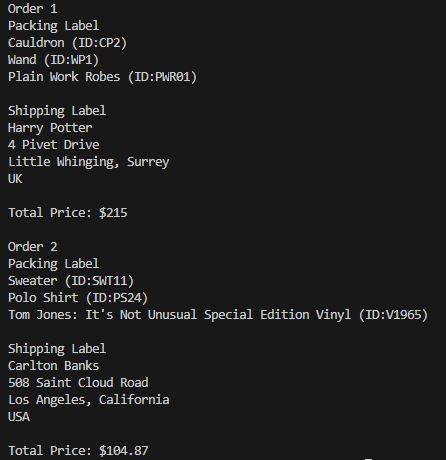 Order 1
Packing Label
Cauldron (ID:CP2)
Wand (ID:WP1)
Plain Work Robes (ID:PWR01)

Shipping Label
Harry Potter
4 Pivet Drive
Little Whinging, Surrey
UK

Total Price: $215

Order 2
Packing Label
Sweater (ID:SWT11)
Polo Shirt (ID:PS24)
Tom Jones: It's Not Unusual Special Edition Vinyl (ID:V1965)

Shipping Label
Carlton Banks
508 Saint Cloud Road
Los Angeles, California
USA

Total Price: $104.87